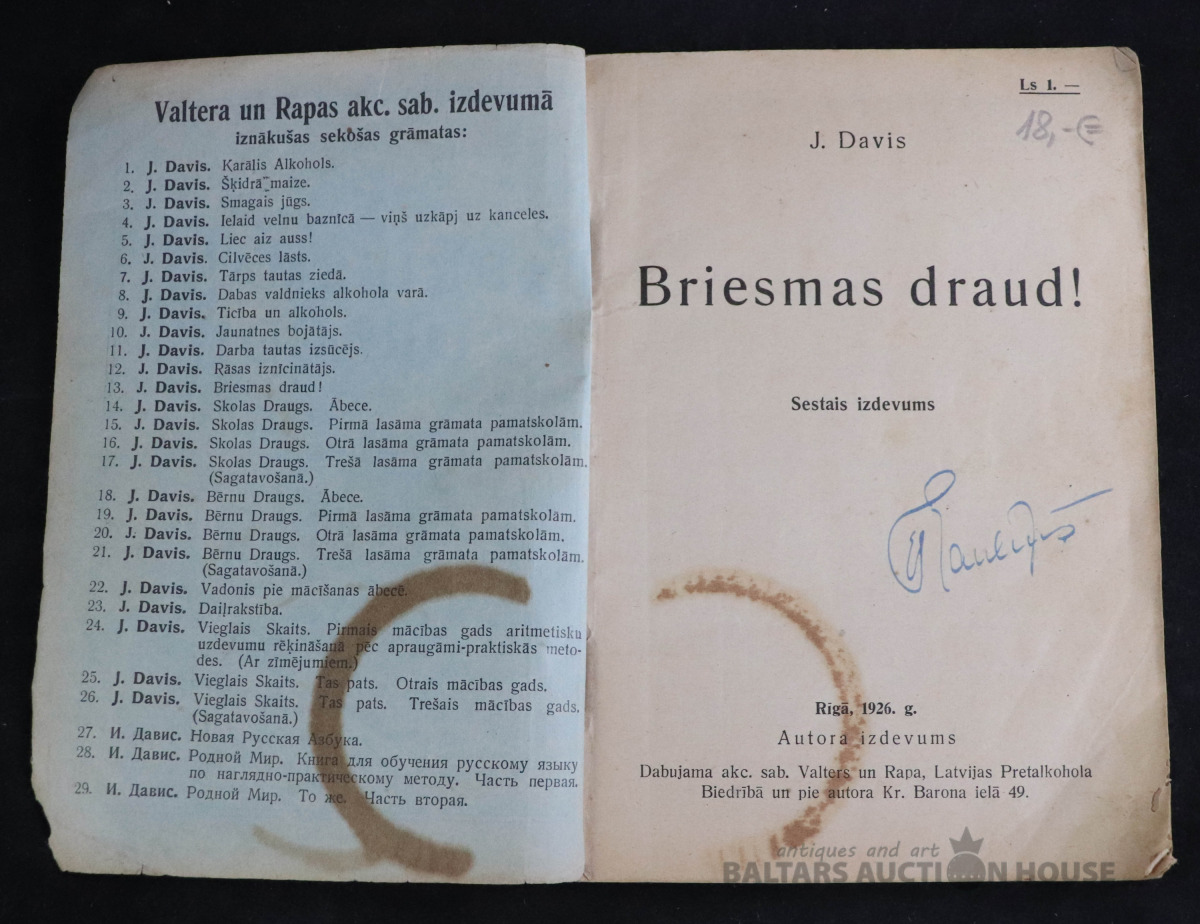 Valtera un Rapas akc. sab. izdevumā
iznākušas sekošas grāmatas:
1. J. Davis. Ķarālis Alkohols.
2. J. Davis. Šķidrā maize.
3. J. Davis. Smagais jūgs.
4. J. Davis. Ielaid velnu baznīcā — viņš uzkāpj uz kanceles.
5. J. Davis. Liec aiz auss!
6. J. Davis. Cilvēces lāsts.
7. J. Davis. Tārps tautas ziedā.
8. J. Davis. Dabas valdnieks alkohola varā.
9. J. Davis. Ticība un alkohols.
10. J. Davis. Jaunatnes bojātājs.
11. J. Davis. Darba tautas izsūcējs.
12. J. Davis. Rāsas iznīcinātājs.
13. J. Davis. Briesmas draud!
14. J. Davis. Skolas Draugs. Ābece.
15. J. Davis. Skolas Draugs. Pirmā lasāma grāmata pamatskolām.
16. J. Davis. Skolas Draugs. Otrā lasāma grāmata pamatskolām.
17. J. Davis. Skolas Draugs. Trešā lasāma grāmata pamatskolām.
(Sagatavošanā.)
18. J. Davis. Bērnu Draugs. Ābece.
19. J. Davis. Bērnu Draugs. Pirmā lasāma grāmata pamatskolām.
20. J. Davis. Bērnu Draugs. Otrā lasāma grāmata pamatskolām.
21. J. Davis. Bērnu Draugs. Trešā lasāma grāmata pamatskolām.
(Sagatavošanā.)
22. J. Davis. Vadonis pie mācīšanas ābecē.
23. J. Davis. Daiļrakstība.
24. J. Davis. Vieglais Skaits. Pirmais mācības gads aritmetisku
uzdevumu rēķināšanā pēc apraugāmi-praktiskās meto-
des. (Ar zīmējumiem.)
25. J. Davis. Vieglais Skaits. Tas pats. Otrais mācības gads.
26. J. Davis. Vieglais Skaits. Tas pats. Trešais mācības gads.
(Sagatavošanā.)
27. И. Давис. Новая Русская Азбука.
28. И. Давис. Родной Мир. Книга для обучения русскому языку
по наглядно-практическому методу. Часть первая.
29. И. Давис. Родной Мир. То же. Часть вторая.
Ls 1. —
18,-€
J. Davis
Briesmas draud!
Sestais izdevums
Rīgā, 1926. g.
Autora izdevums
Dabujama akc. sab. Valters un Rapa, Latvijas Pretalkohola
Biedrībā un pie autora Kr. Barona ielā 49.
antiques and art
BALTARS AUCTION HOUSE